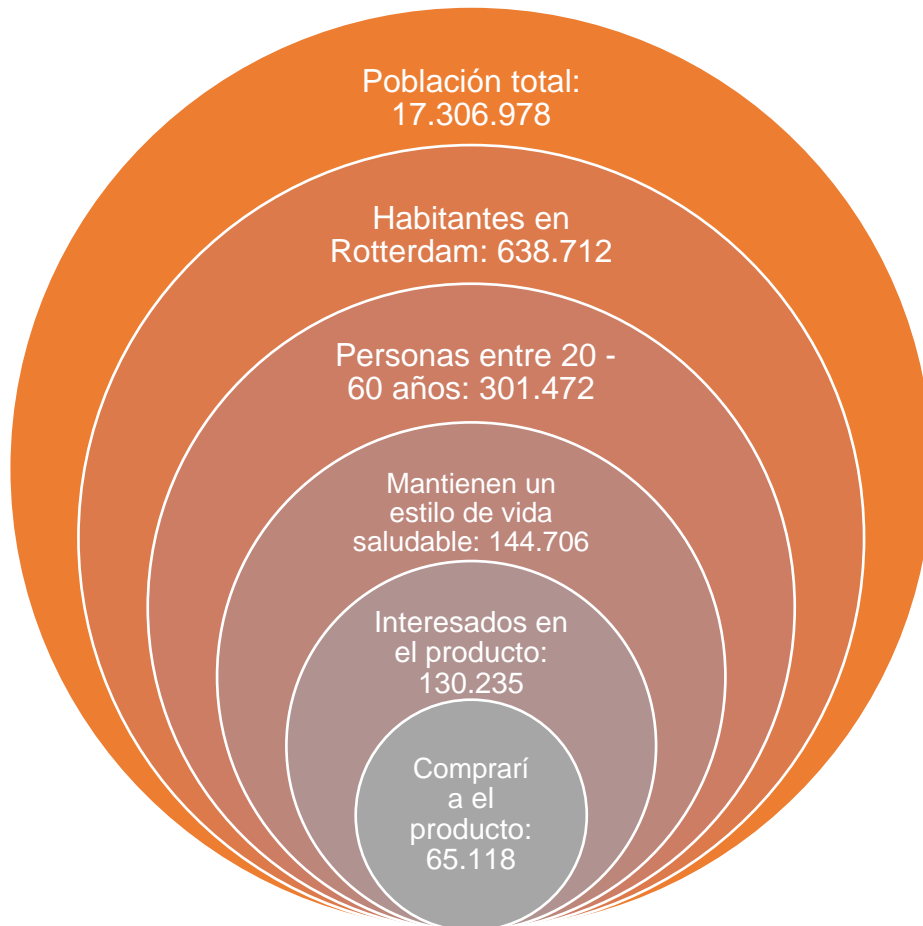 Población total:
17.306.978
Habitantes en
Rotterdam: 638.712
Personas entre 20 -
60 años: 301.472
Mantienen un
estilo de vida
saludable: 144.706
Interesados en
el producto:
130.235
Comprarí
a el
producto:
65.118